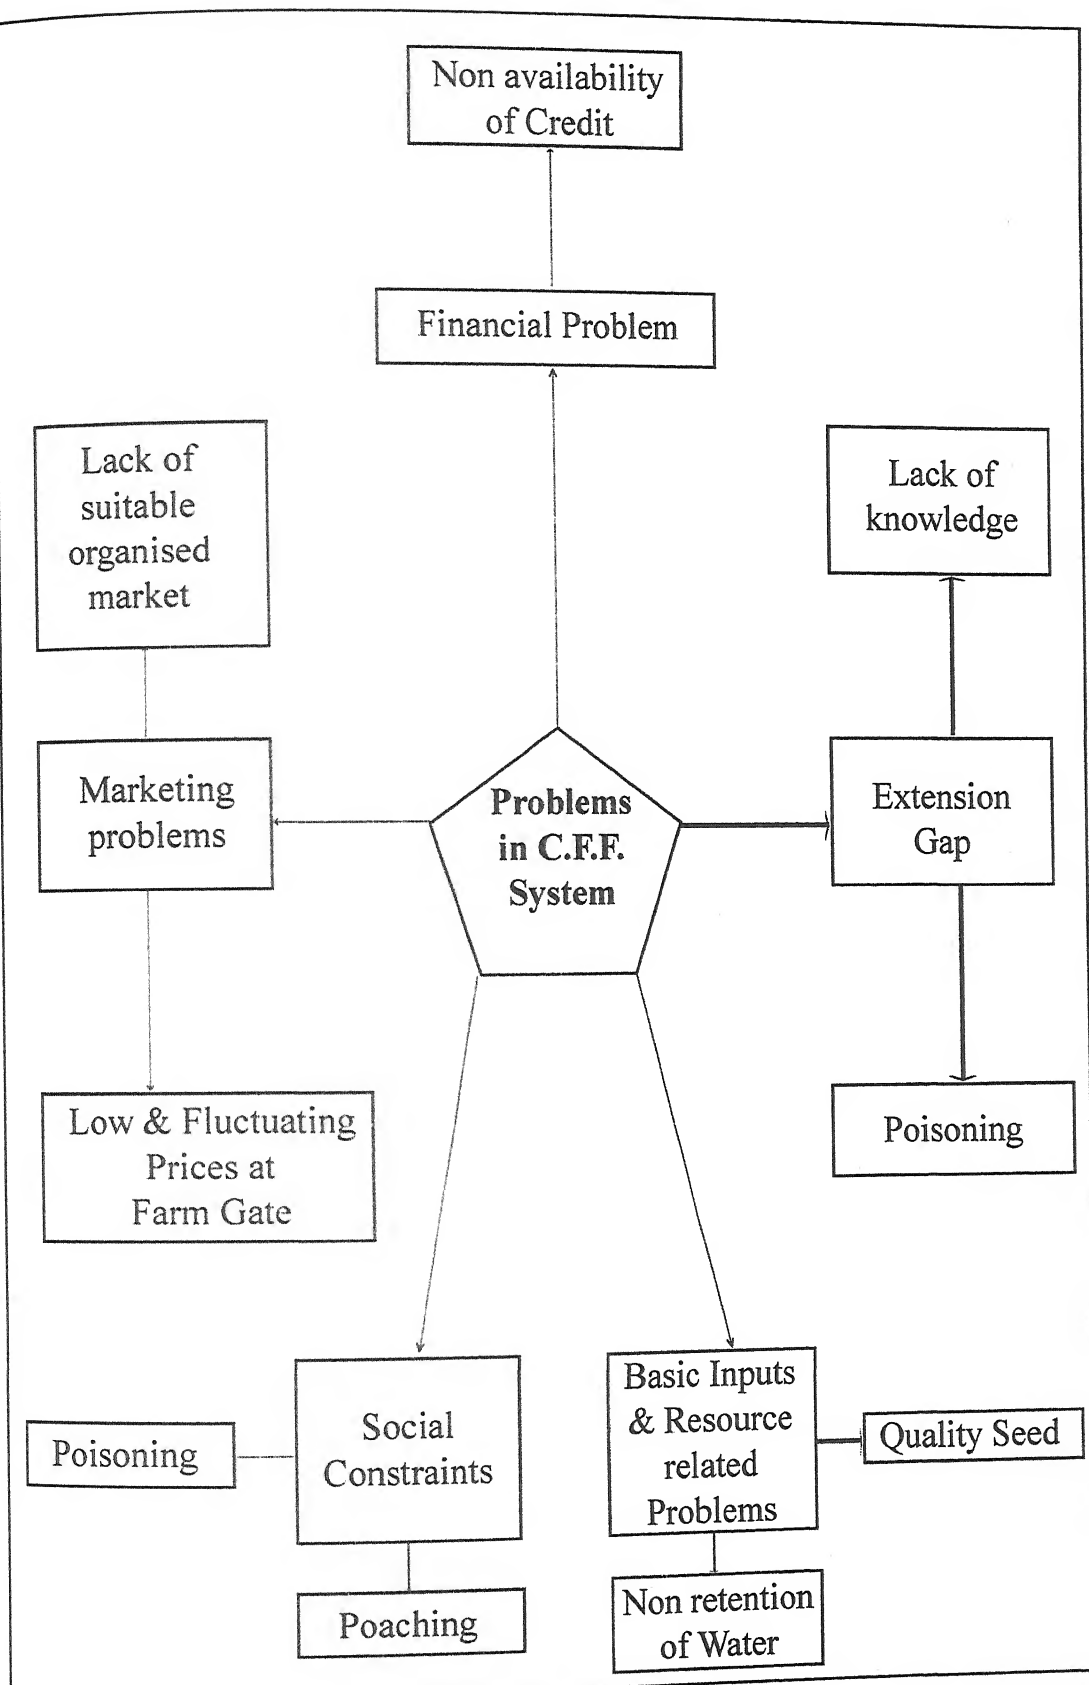 Non availability
of Credit
Financial Problem
Lack of
suitable
organised
market
Lack of
knowledge
Marketing
problems
Problems
in C.F.F.
System
Extension
Gap
Low & Fluctuating
Prices at
Farm Gate
Poisoning
Poisoning
Social
Constraints
Basic Inputs
& Resource
related
Problems
Quality Seed
Poaching
Non retention
of Water